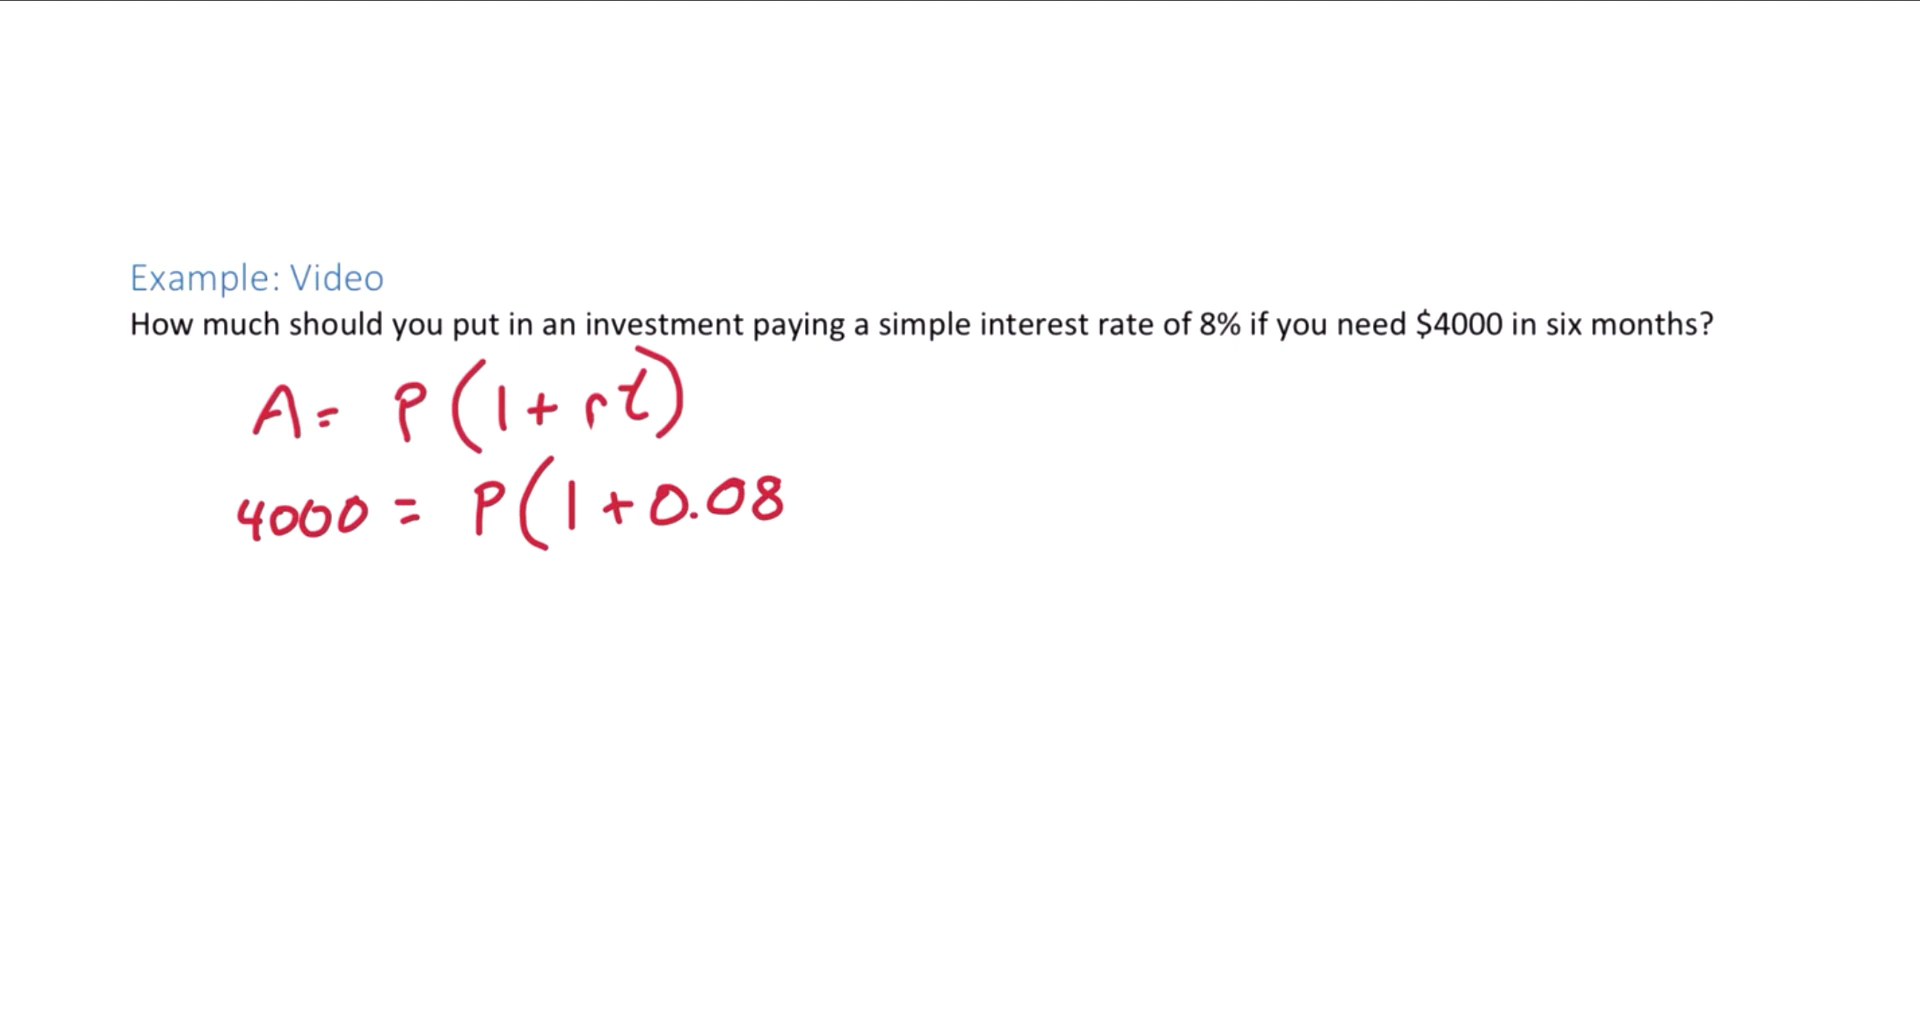 Example: Video
How much should you put in an investment paying a simple interest rate of 8% if you need $4000 in six months?
A = P(1 + rt)
4000 = P(1 + 0.08